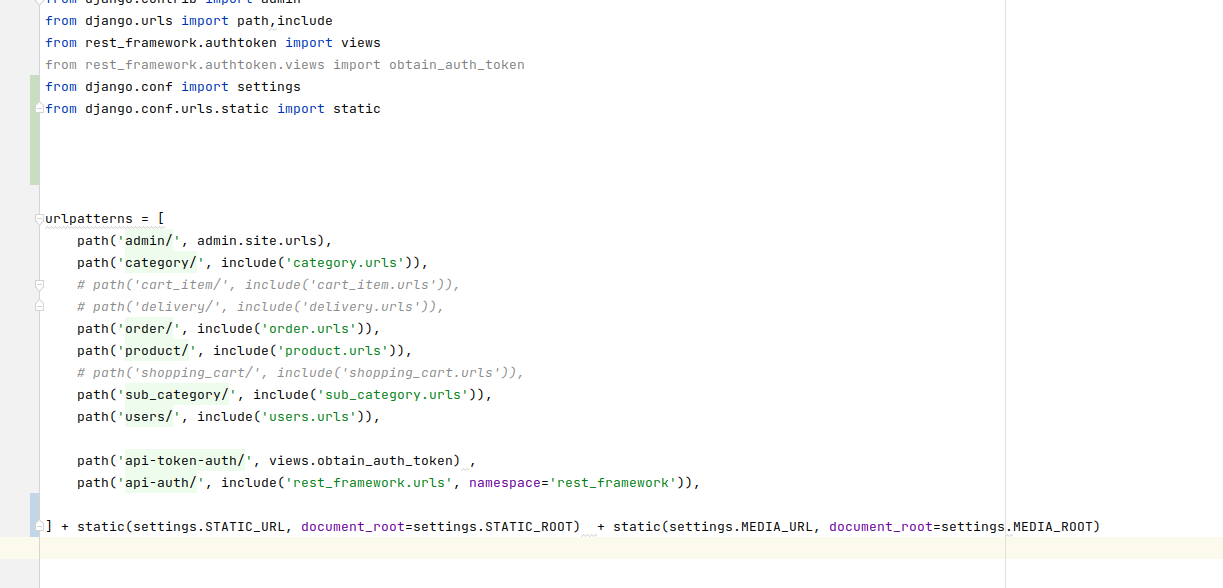 from django.contrib import admin
from django.urls import path,include
from rest_framework.authtoken import views
from rest_framework.authtoken.views import obtain_auth_token
from django.conf import settings
from django.conf.urls.static import static
urlpatterns = [
    path('admin/', admin.site.urls),
    path('category/', include('category.urls')),
    # path('cart_item/', include('cart_item.urls')),
    # path('delivery/', include('delivery.urls')),
    path('order/', include('order.urls')),
    path('product/', include('product.urls')),
    # path('shopping_cart/', include('shopping_cart.urls')),
    path('sub_category/', include('sub_category.urls')),
    path('users/', include('users.urls')),
    path('api-token-auth/', views.obtain_auth_token) ,
    path('api-auth/', include('rest_framework.urls', namespace='rest_framework')),
] + static(settings.STATIC_URL, document_root=settings.STATIC_ROOT)  + static(settings.MEDIA_URL, document_root=settings.MEDIA_ROOT)